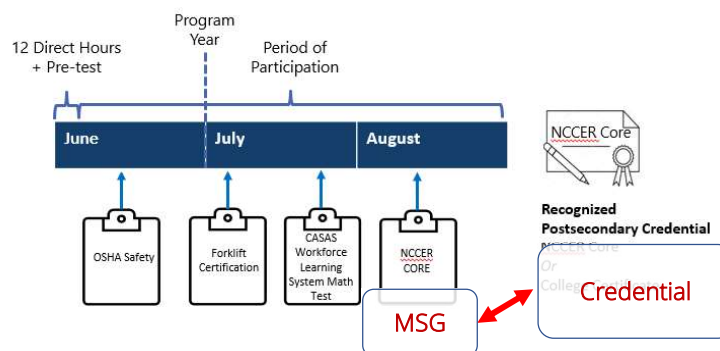 Program
Year
12 Direct Hours
+ Pre-test
Period of
Participation
June
July
August
NCCER Core
OSHA Safety
Forklift
Certification
CASAS
Workforce
Learning
System Math
Test
NCCER
CORE
Recognized
Postsecondary Credential
NCCER Core
Or
College
MSG
Credential